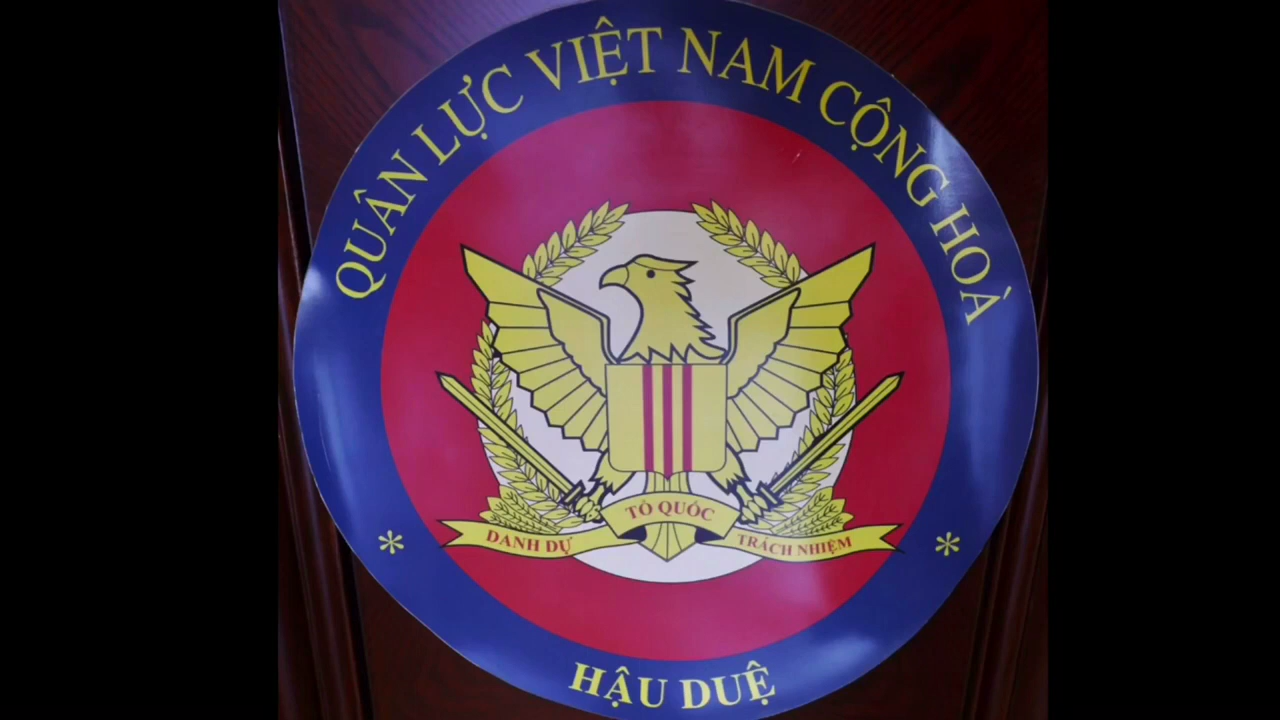 QUÂN LỰC VIỆT NAM CỘNG HOÀ
TỔ QUỐC
DANH DỰ
TRÁCH NHIỆM
* *
HẬU DUỆ